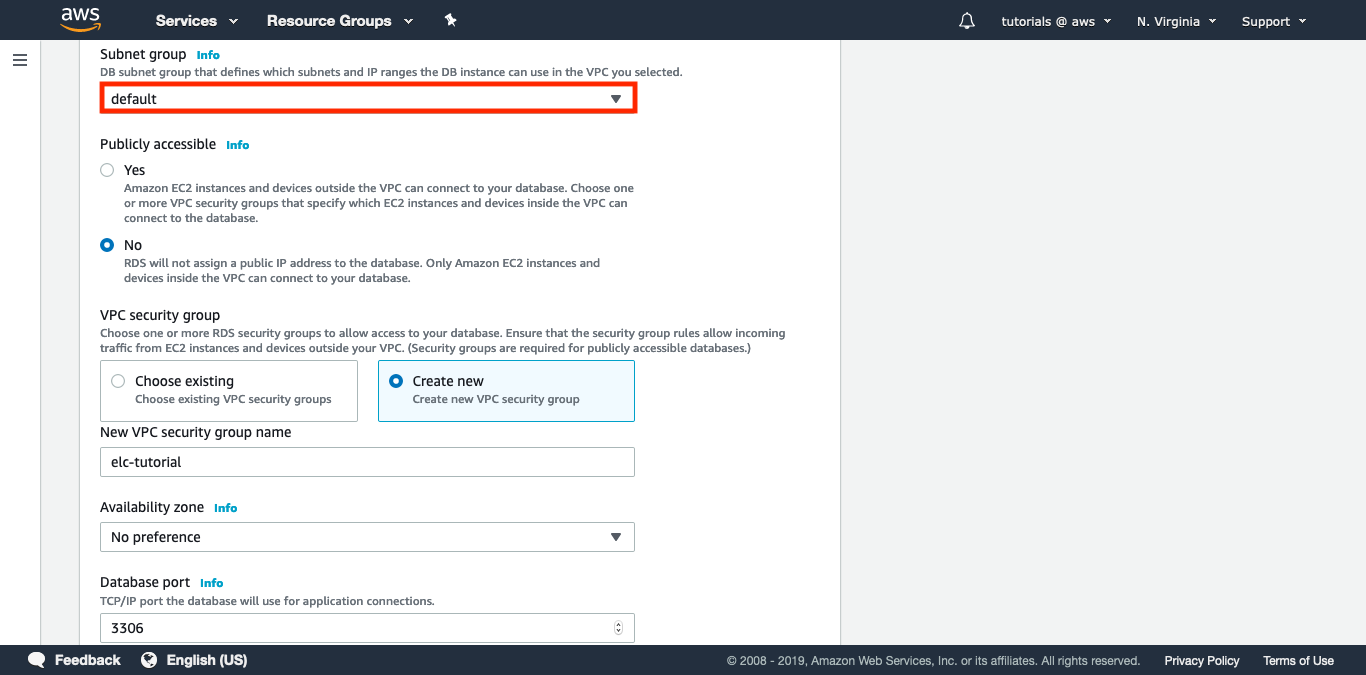 aws Services Resource Groups tutorials @ aws N. Virginia Support
Subnet group Info
DB subnet group that defines which subnets and IP ranges the DB instance can use in the VPC you selected.
default
Publicly accessible Info
Yes
Amazon EC2 instances and devices outside the VPC can connect to your database. Choose one
or more VPC security groups that specify which EC2 instances and devices inside the VPC can
connect to the database.
No
RDS will not assign a public IP address to the database. Only Amazon EC2 instances and
devices inside the VPC can connect to your database.
VPC security group
Choose one or more RDS security groups to allow access to your database. Ensure that the security group rules allow incoming
traffic from EC2 instances and devices outside your VPC. (Security groups are required for publicly accessible databases.)
Choose existing
Choose existing VPC security groups
Create new
Create new VPC security group
New VPC security group name
elc-tutorial
Availability zone Info
No preference
Database port Info
TCP/IP port the database will use for application connections.
3306
Feedback English (US) © 2008 - 2019, Amazon Web Services, Inc. or its affiliates. All rights reserved. Privacy Policy Terms of Use